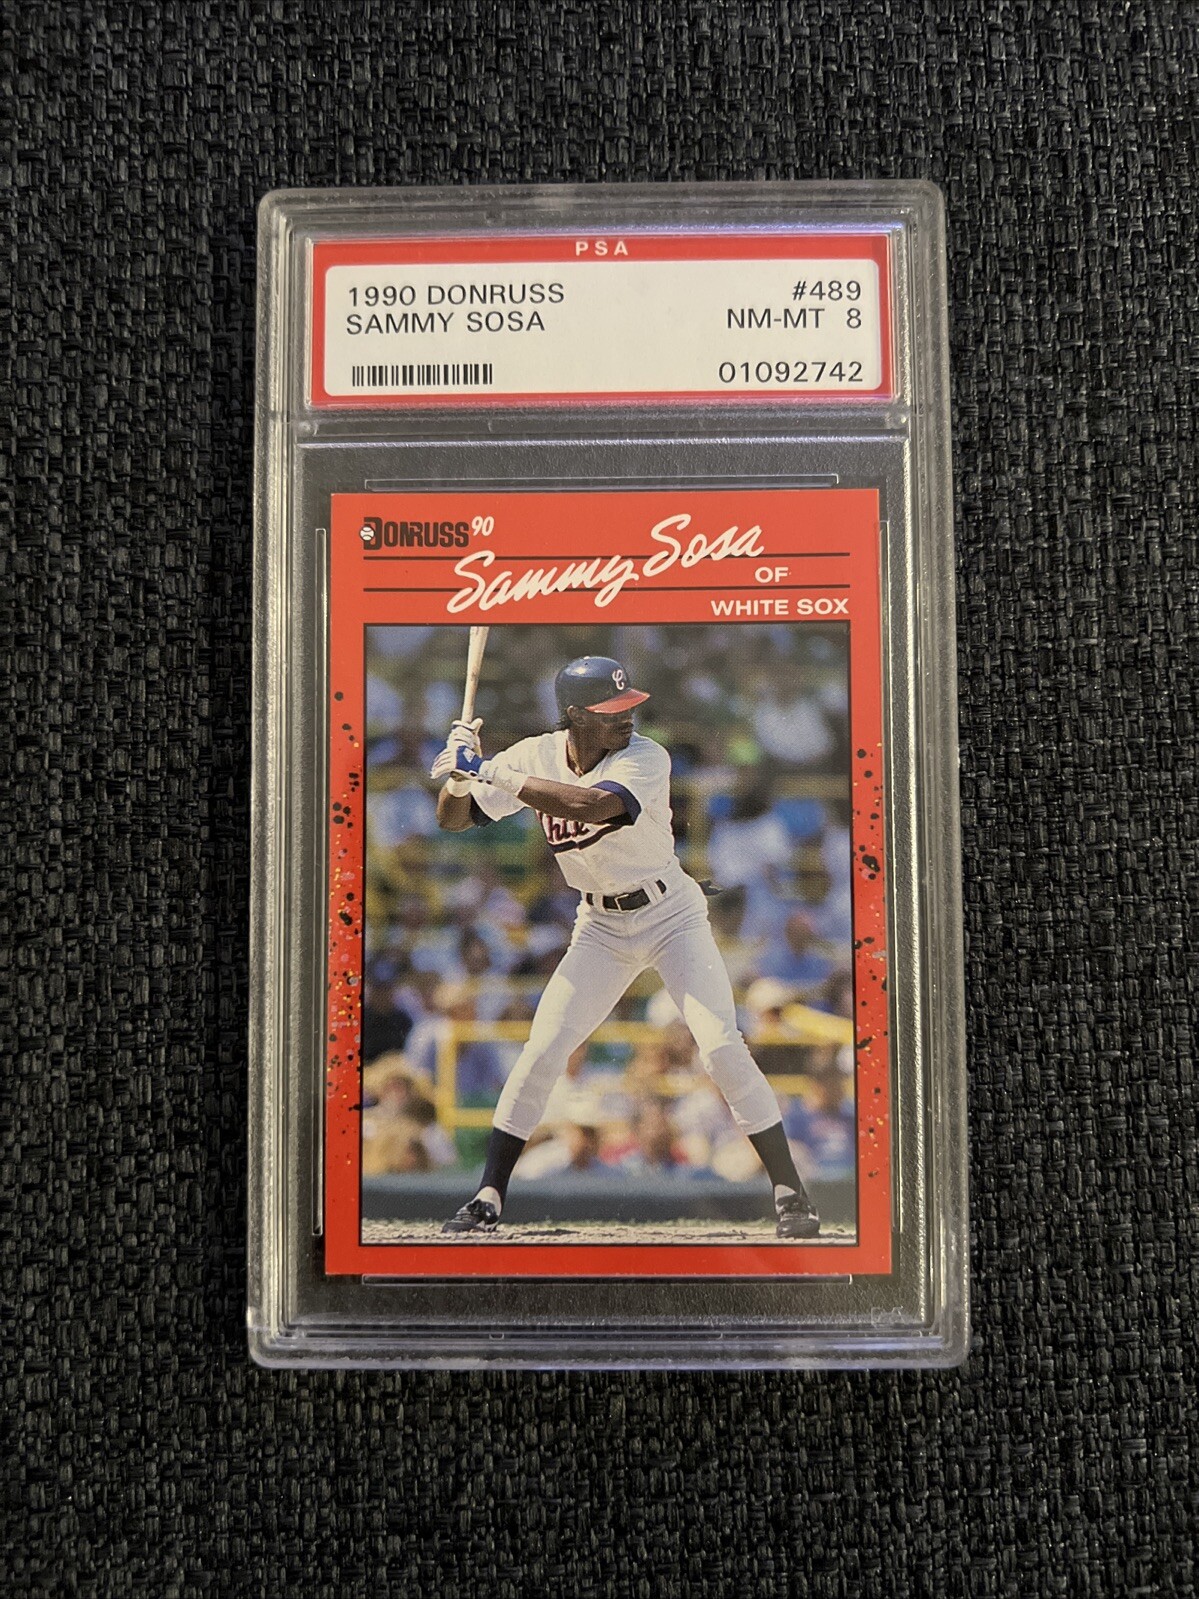 PSA
1990 DONRUSS #489
SAMMY SOSA NM-MT 8
01092742
DONRUSS 90
Sammy Sosa
OF
WHITE SOX
C